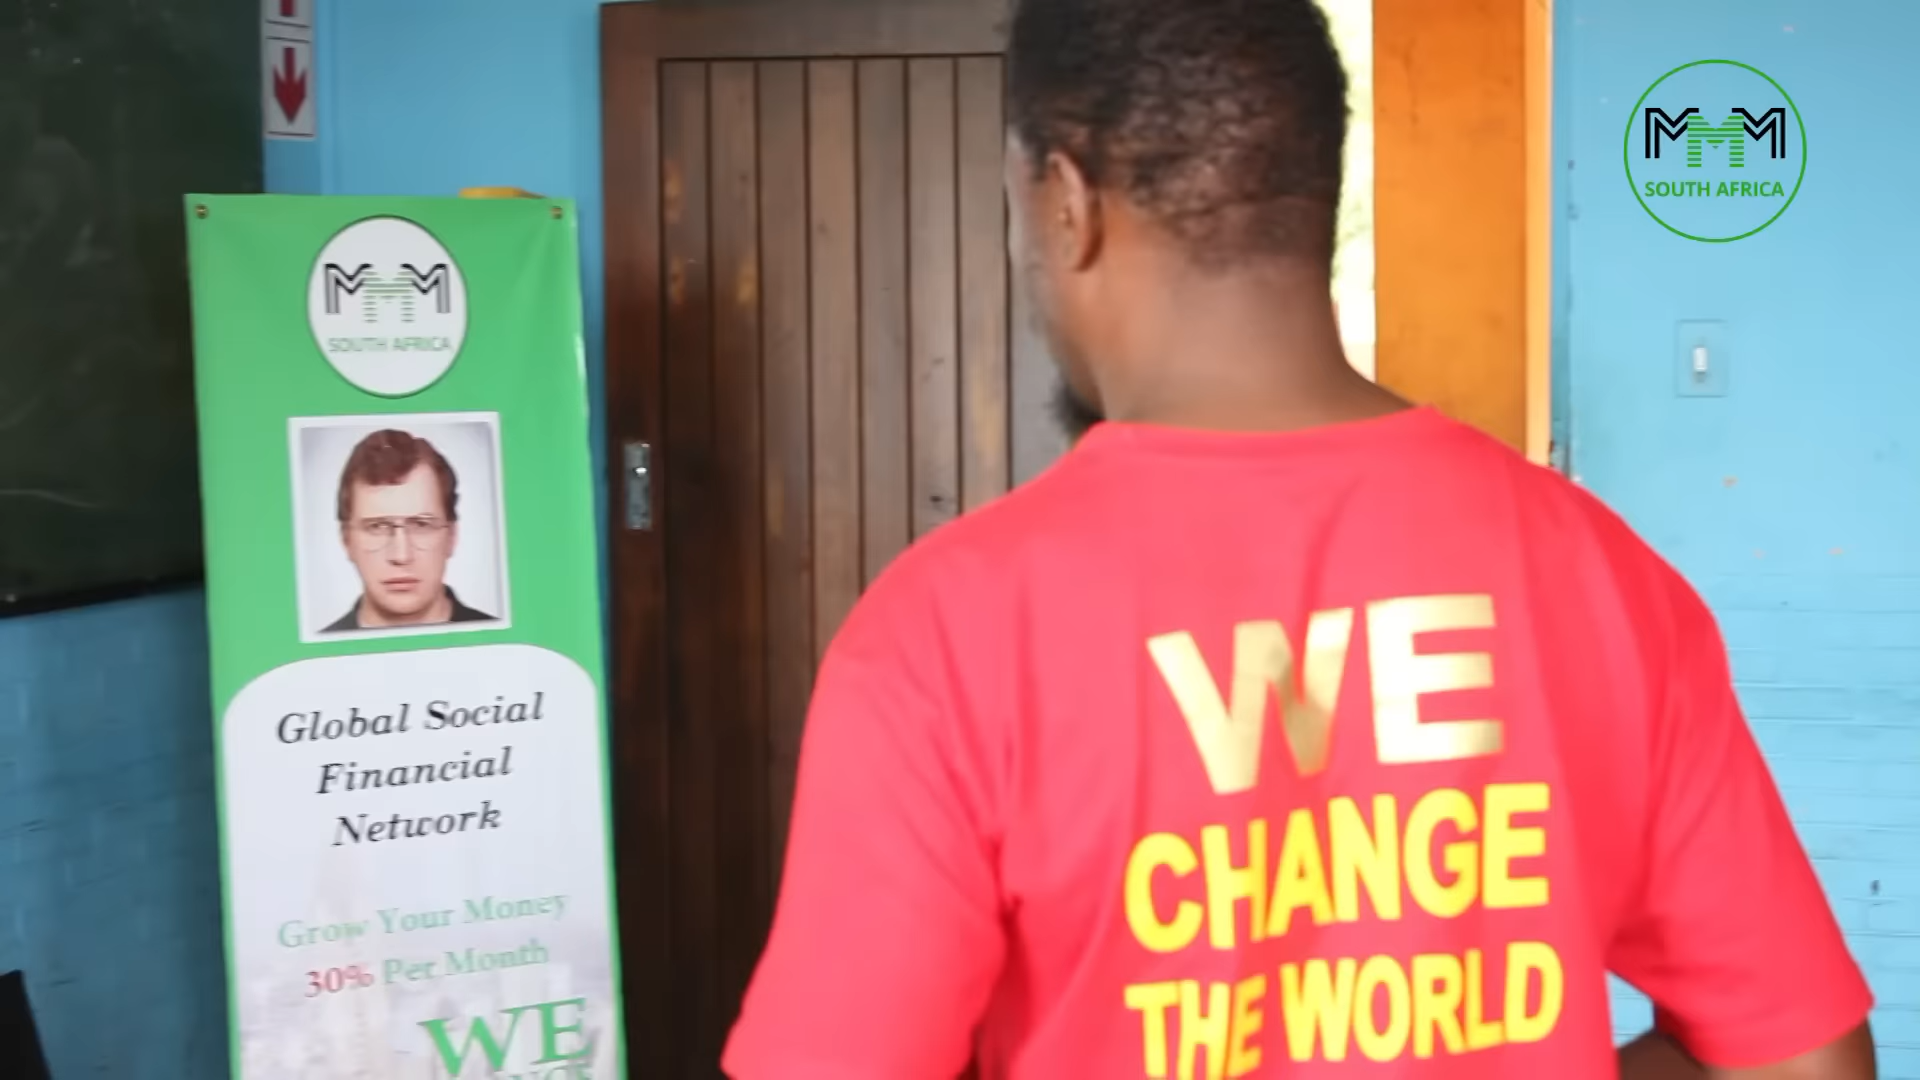 MMM
SOUTH AFRICA
MMM
SOUTH AFRICA
Global Social
Financial
Network
Grow Your Money
30% Per Month
WE
WE
CHANGE
THE WORLD